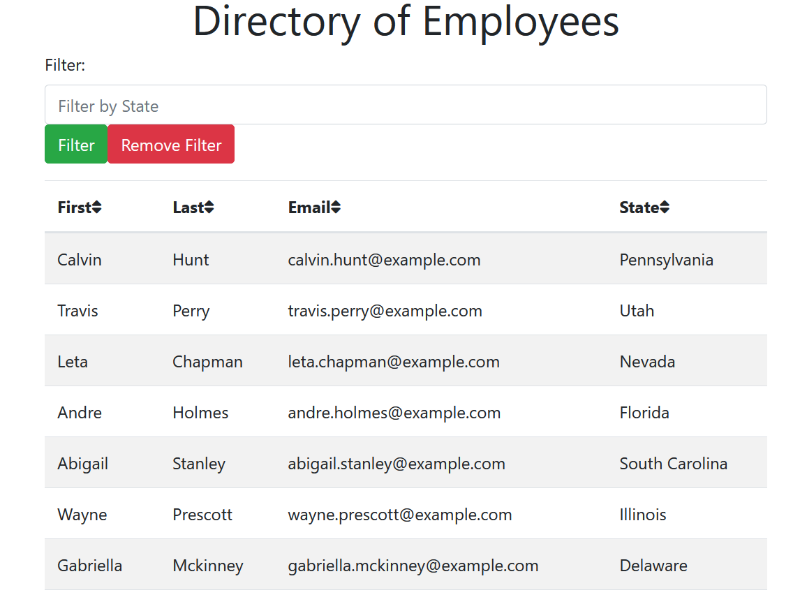 Directory of Employees
Filter:
Filter by State
Filter Remove Filter
First Last Email State
Calvin Hunt calvin.hunt@example.com Pennsylvania
Travis Perry travis.perry@example.com Utah
Leta Chapman leta.chapman@example.com Nevada
Andre Holmes andre.holmes@example.com Florida
Abigail Stanley abigail.stanley@example.com South Carolina
Wayne Prescott wayne.prescott@example.com Illinois
Gabriella Mckinney gabriella.mckinney@example.com Delaware